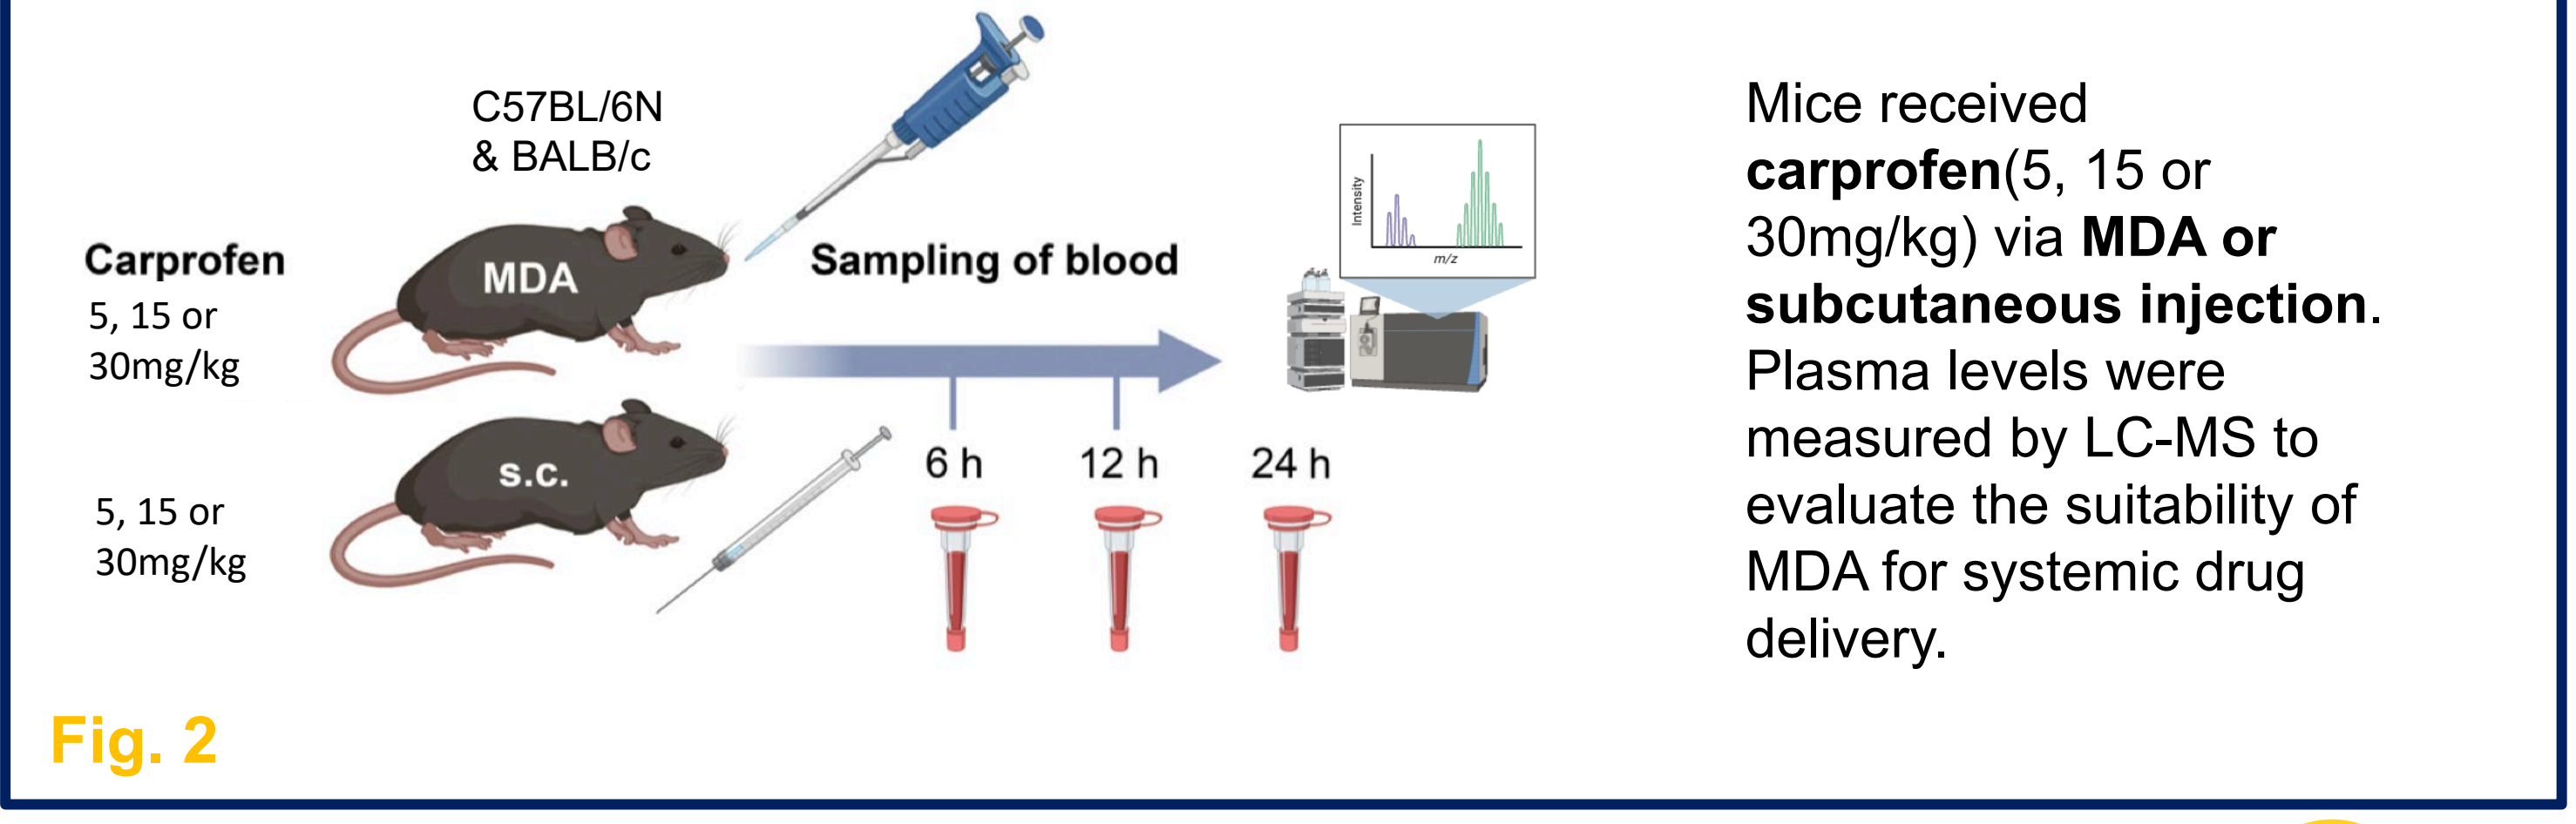 C57BL/6N
& BALB/c
Carprofen
5, 15 or
30mg/kg
MDA
Sampling of blood
Intensity
m/z
s.c.
5, 15 or
30mg/kg
6 h
12 h
24 h
Mice received
carprofen(5, 15 or
30mg/kg) via MDA or
subcutaneous injection.
Plasma levels were
measured by LC-MS to
evaluate the suitability of
MDA for systemic drug
delivery.
Fig. 2